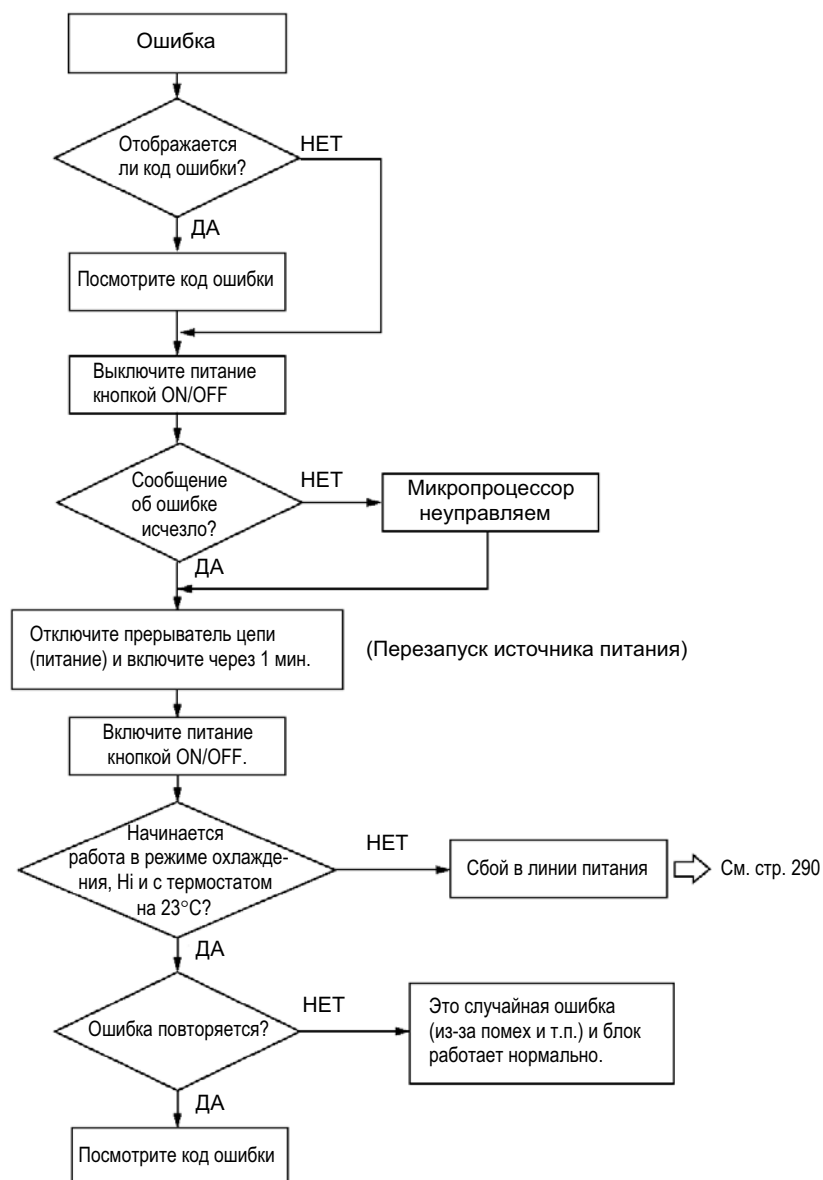 Ошибка
Отображается
ли код ошибки?
НЕТ
ДА
Посмотрите код ошибки
Выключите питание
кнопкой ON/OFF
Сообщение
об ошибке
исчезло?
НЕТ
Микропроцессор
неуправляем
ДА
Отключите прерыватель цепи
(питание) и включите через 1 мин.
(Перезапуск источника питания)
Включите питание
кнопкой ON/OFF.
Начинается
работа в режиме охлажде-
ния, Hi и с термостатом
на 23°C?
НЕТ
Сбой в линии питания
См. стр. 290
ДА
Ошибка повторяется?
НЕТ
Это случайная ошибка
(из-за помех и т.п.) и блок
работает нормально.
ДА
Посмотрите код ошибки